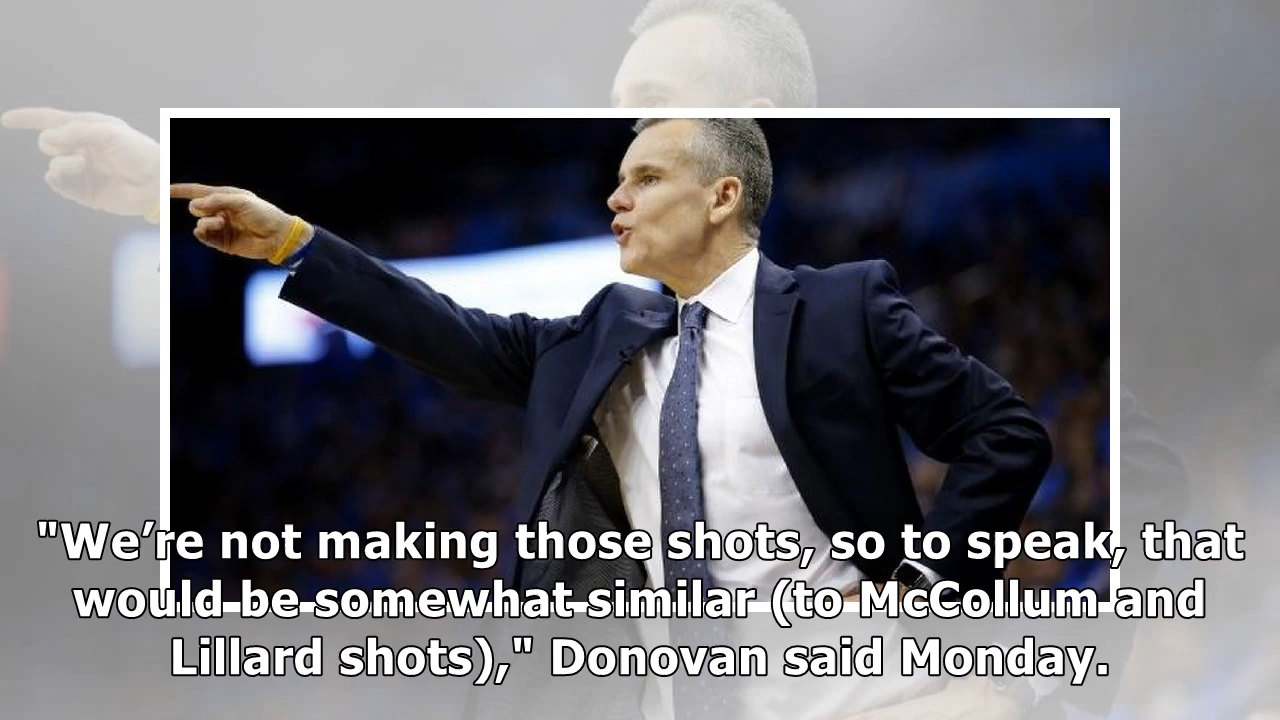 "We’re not making those shots, so to speak, that
would be somewhat similar (to McCollum and
Lillard shots)," Donovan said Monday.